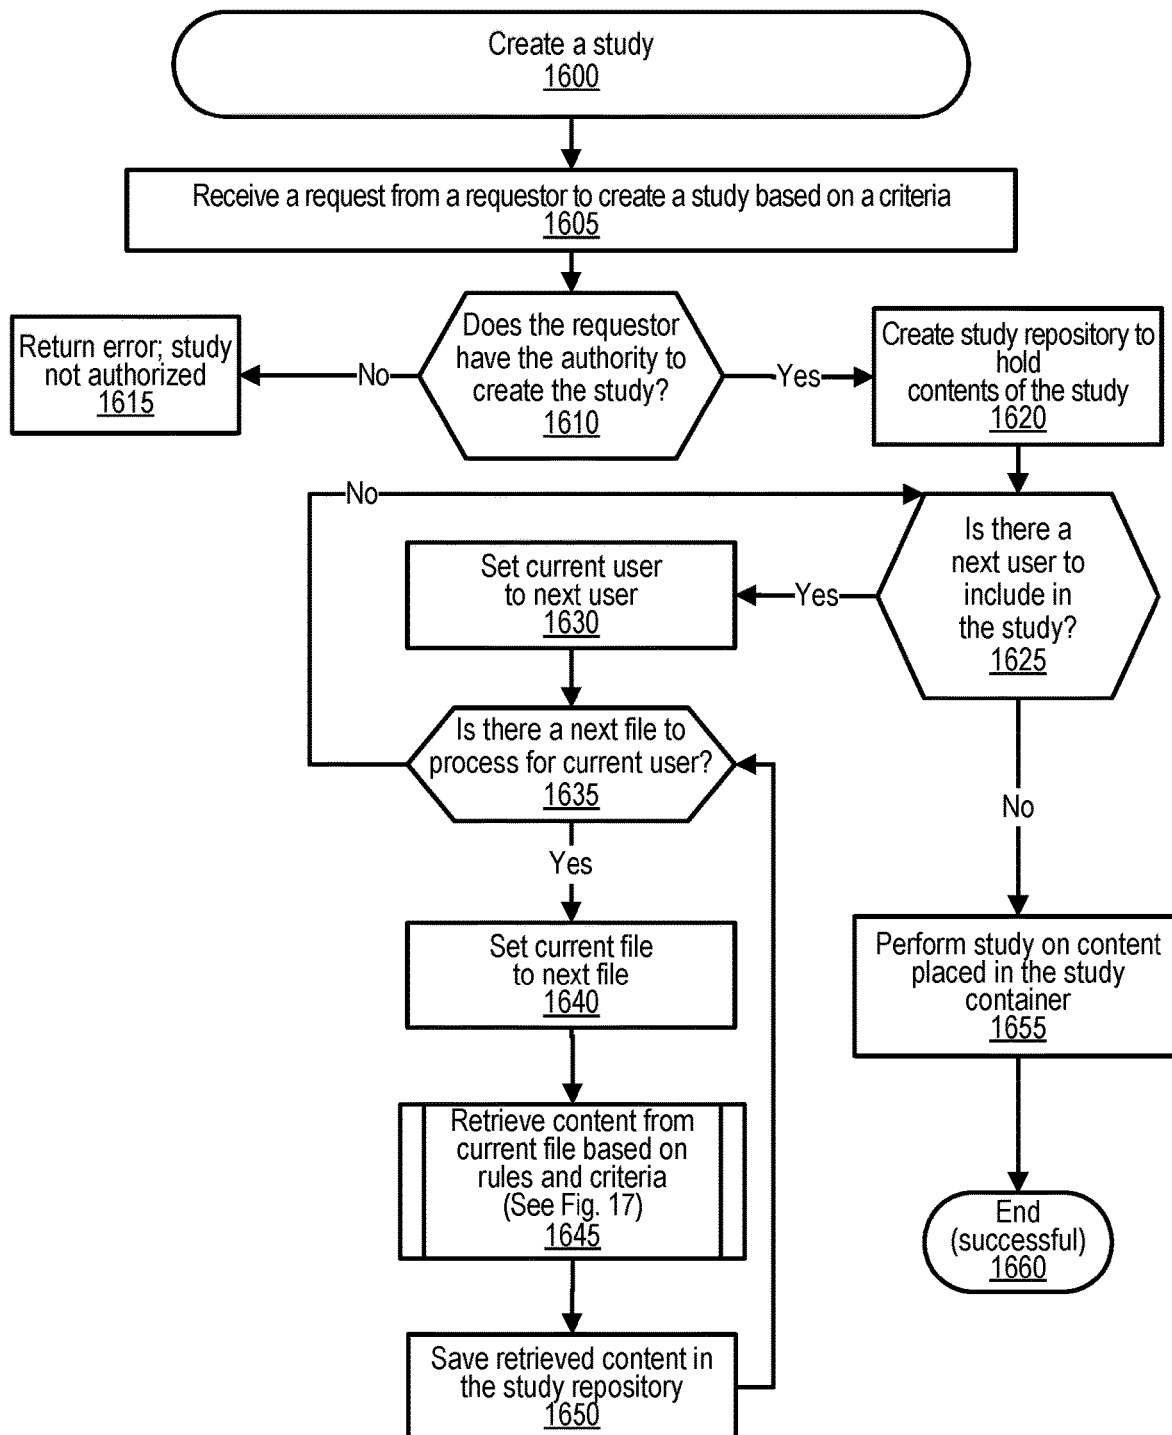 Create a study
1600
Receive a request from a requestor to create a study based on a criteria
1605
Does the requestor
have the authority to
create the study?
1610
No
Return error; study
not authorized
1615
Yes
Create study repository to
hold
contents of the study
1620
No
Is there a
next user to
include in
the study?
1625
Yes
Set current user
to next user
1630
Is there a next file to
process for current user?
1635
Yes
No
Set current file
to next file
1640
Perform study on content
placed in the study
container
1655
Retrieve content from
current file based on
rules and criteria
(See Fig. 17)
1645
End
(successful)
1660
Save retrieved content in
the study repository
1650